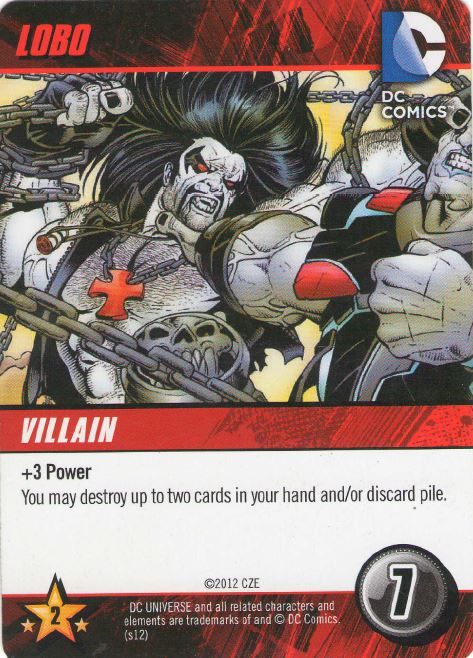 LOBO
DC
COMICS™
VILLAIN
+3 Power
You may destroy up to two cards in your hand and/or discard pile.
©2012 CZE
2
DC UNIVERSE and all related characters and
elements are trademarks of and © DC Comics.
(s12)
7